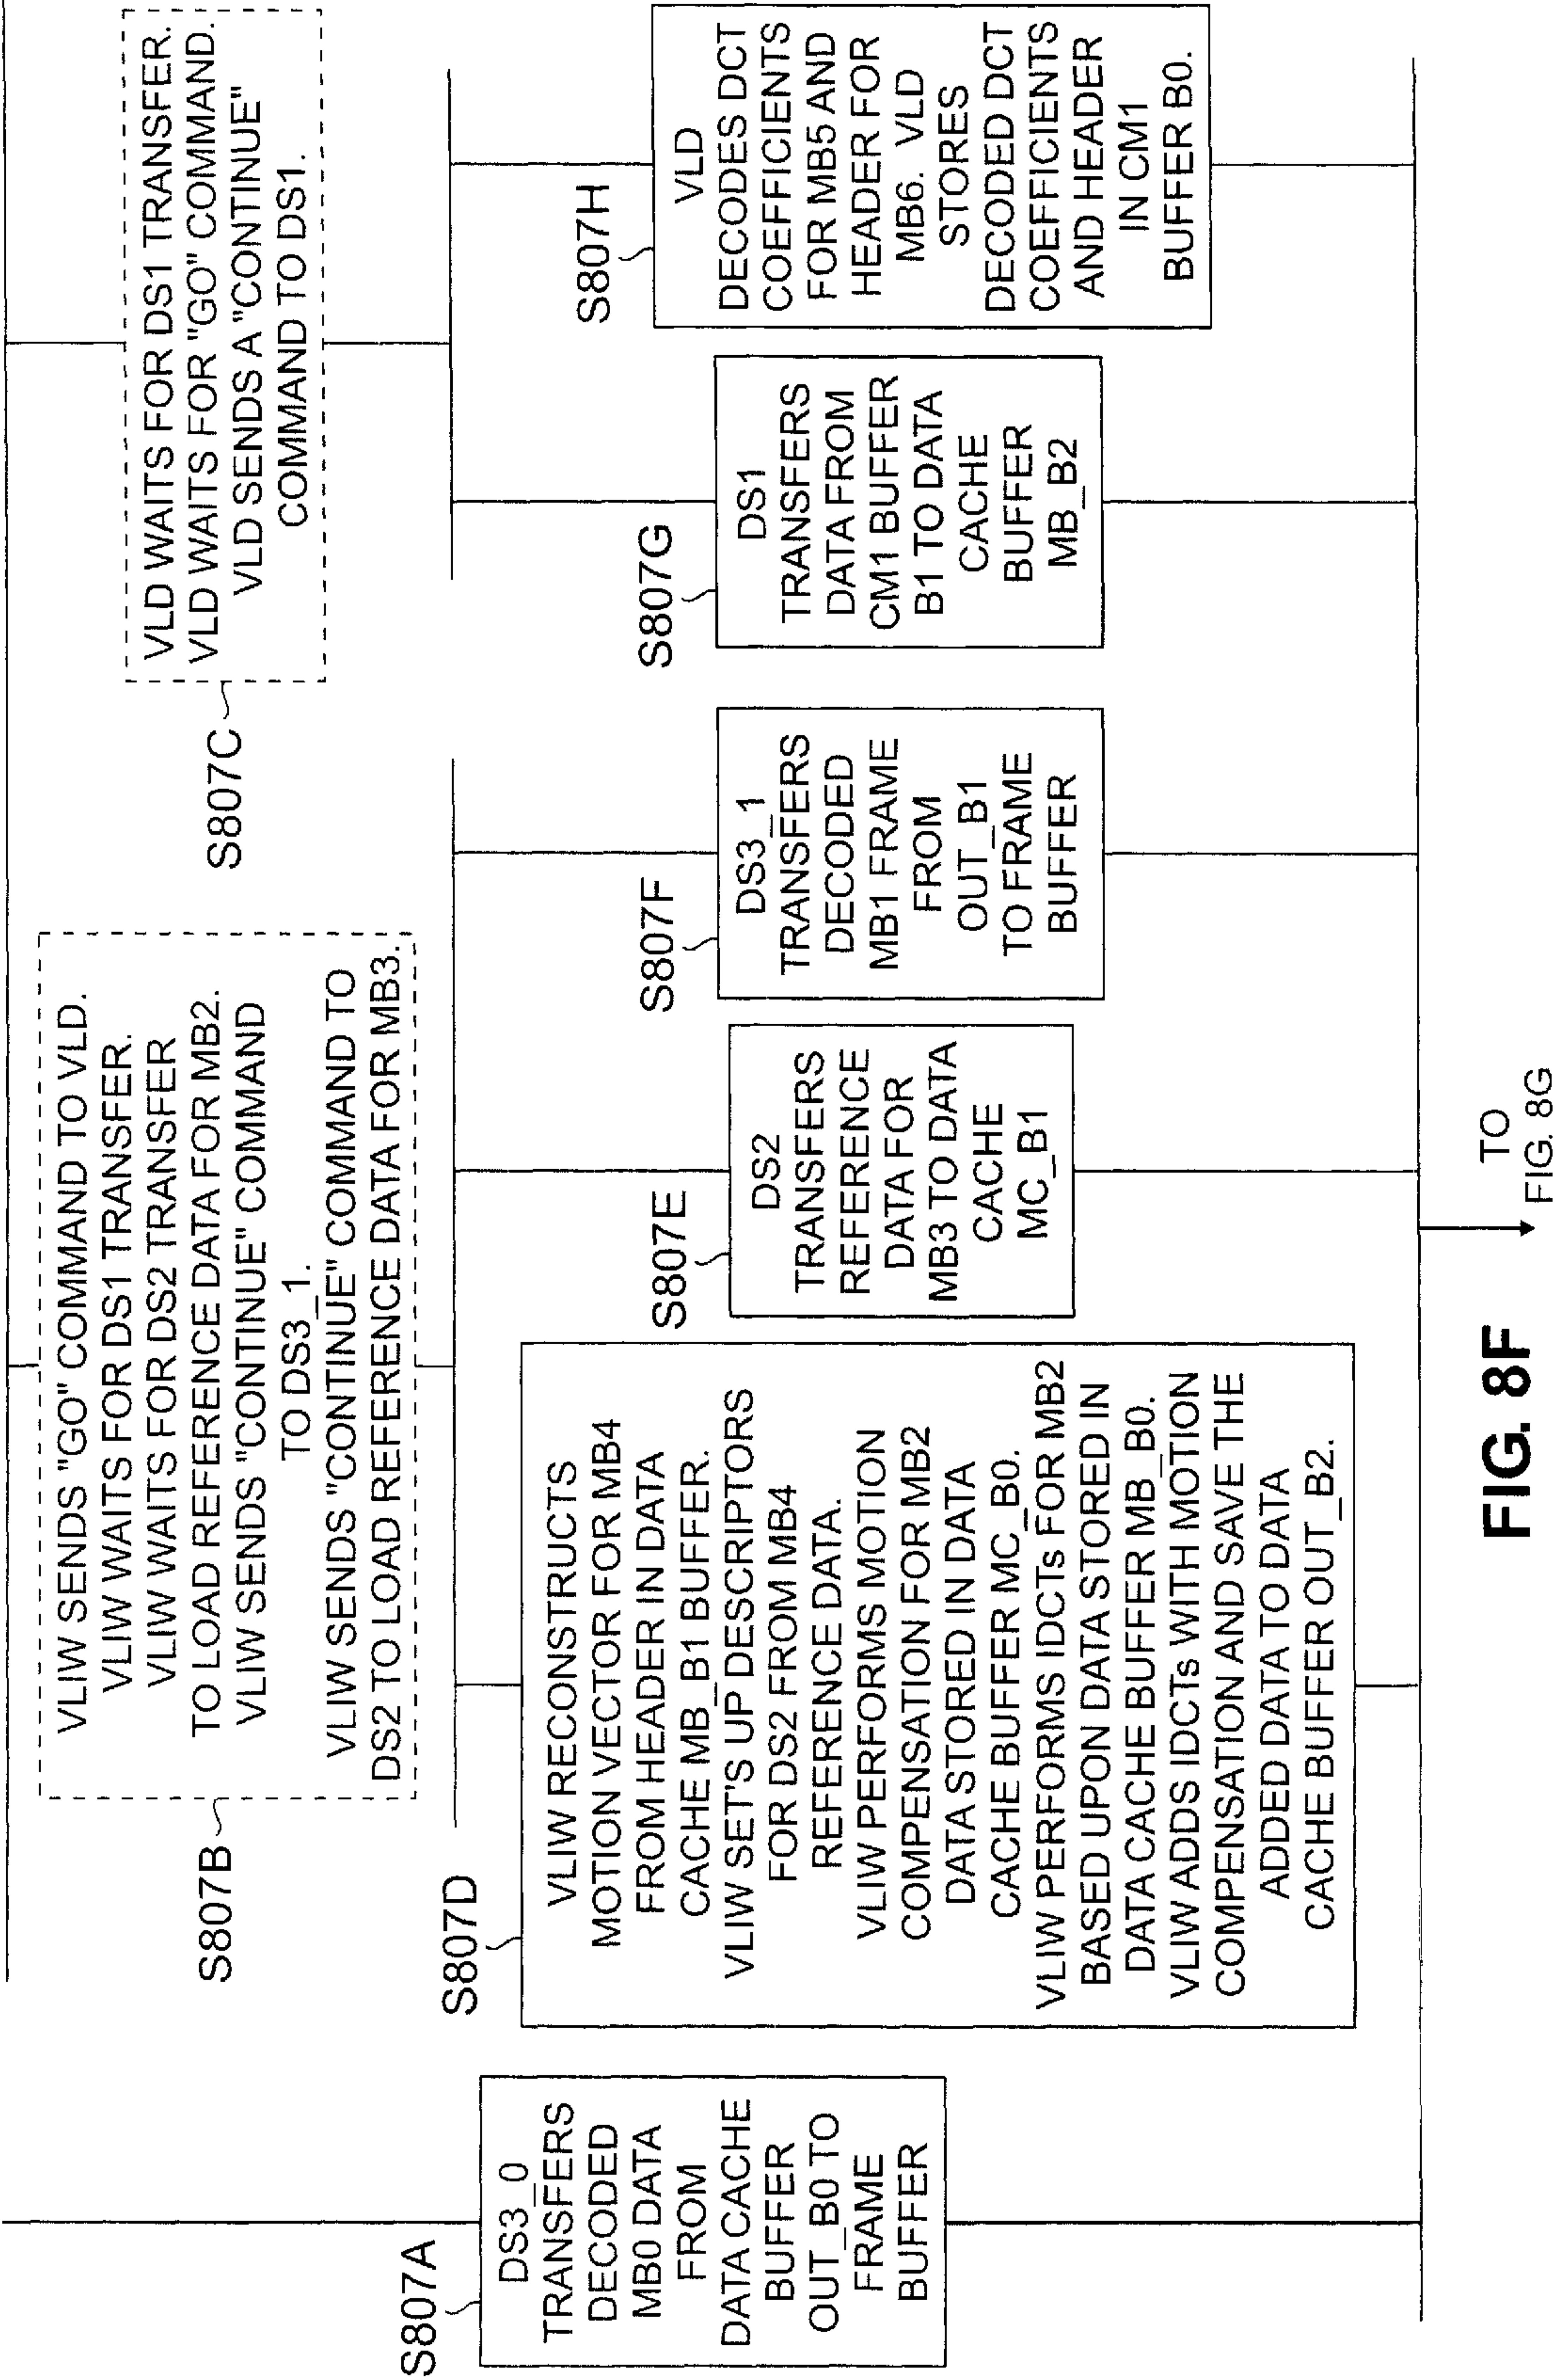 S807A
DS3_0
TRANSFERS
DECODED
MB0 DATA
FROM
DATA CACHE
BUFFER
OUT_B0 TO
FRAME
BUFFER
S807B
VLIW SENDS "GO" COMMAND TO VLD.
VLIW WAITS FOR DS1 TRANSFER.
VLIW WAITS FOR DS2 TRANSFER
TO LOAD REFERENCE DATA FOR MB2.
VLIW SENDS "CONTINUE" COMMAND
TO DS3_1.
VLIW SENDS "CONTINUE" COMMAND TO
DS2 TO LOAD REFERENCE DATA FOR MB3.
S807C
VLD WAITS FOR DS1 TRANSFER.
VLD WAITS FOR "GO" COMMAND.
VLD SENDS A "CONTINUE"
COMMAND TO DS1.
S807D
VLIW RECONSTRUCTS
MOTION VECTOR FOR MB4
FROM HEADER IN DATA
CACHE MB_B1 BUFFER.
VLIW SET'S UP DESCRIPTORS
FOR DS2 FROM MB4
REFERENCE DATA.
VLIW PERFORMS MOTION
COMPENSATION FOR MB2
DATA STORED IN DATA
CACHE BUFFER MC_B0.
VLIW PERFORMS IDCTs FOR MB2
BASED UPON DATA STORED IN
DATA CACHE BUFFER MB_B0.
VLIW ADDS IDCTs WITH MOTION
COMPENSATION AND SAVE THE
ADDED DATA TO DATA
CACHE BUFFER OUT_B2.
S807E
DS2
TRANSFERS
REFERENCE
DATA FOR
MB3 TO DATA
CACHE
MC_B1
S807F
DS3_1
TRANSFERS
DECODED
MB1 FRAME
FROM
OUT_B1
TO FRAME
BUFFER
S807G
DS1
TRANSFERS
DATA FROM
CM1 BUFFER
B1 TO DATA
CACHE
BUFFER
MB_B2
S807H
VLD
DECODES DCT
COEFFICIENTS
FOR MB5 AND
HEADER FOR
MB6. VLD
STORES
DECODED DCT
COEFFICIENTS
AND HEADER
IN CM1
BUFFER B0.
TO
FIG. 8G
FIG. 8F